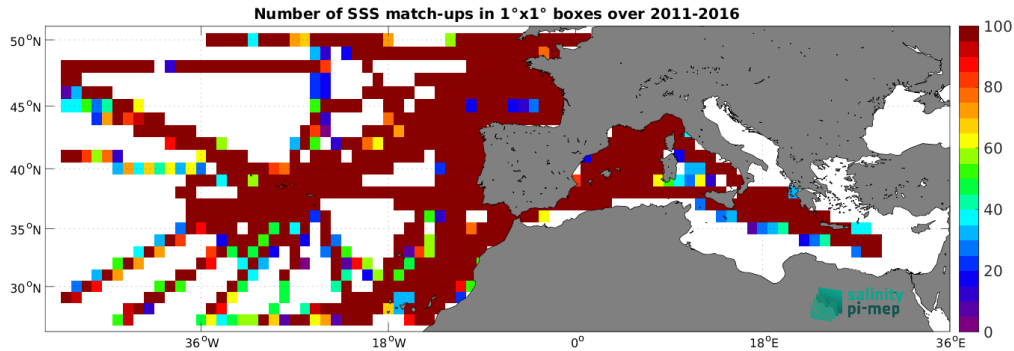 Number of SSS match-ups in 1°x1° boxes over 2011-2016
50°N
45°N
40°N
35°N
30°N
36°W
18°W
0°
18°E
36°E
100
80
60
40
20
0
salinity
pi-mep